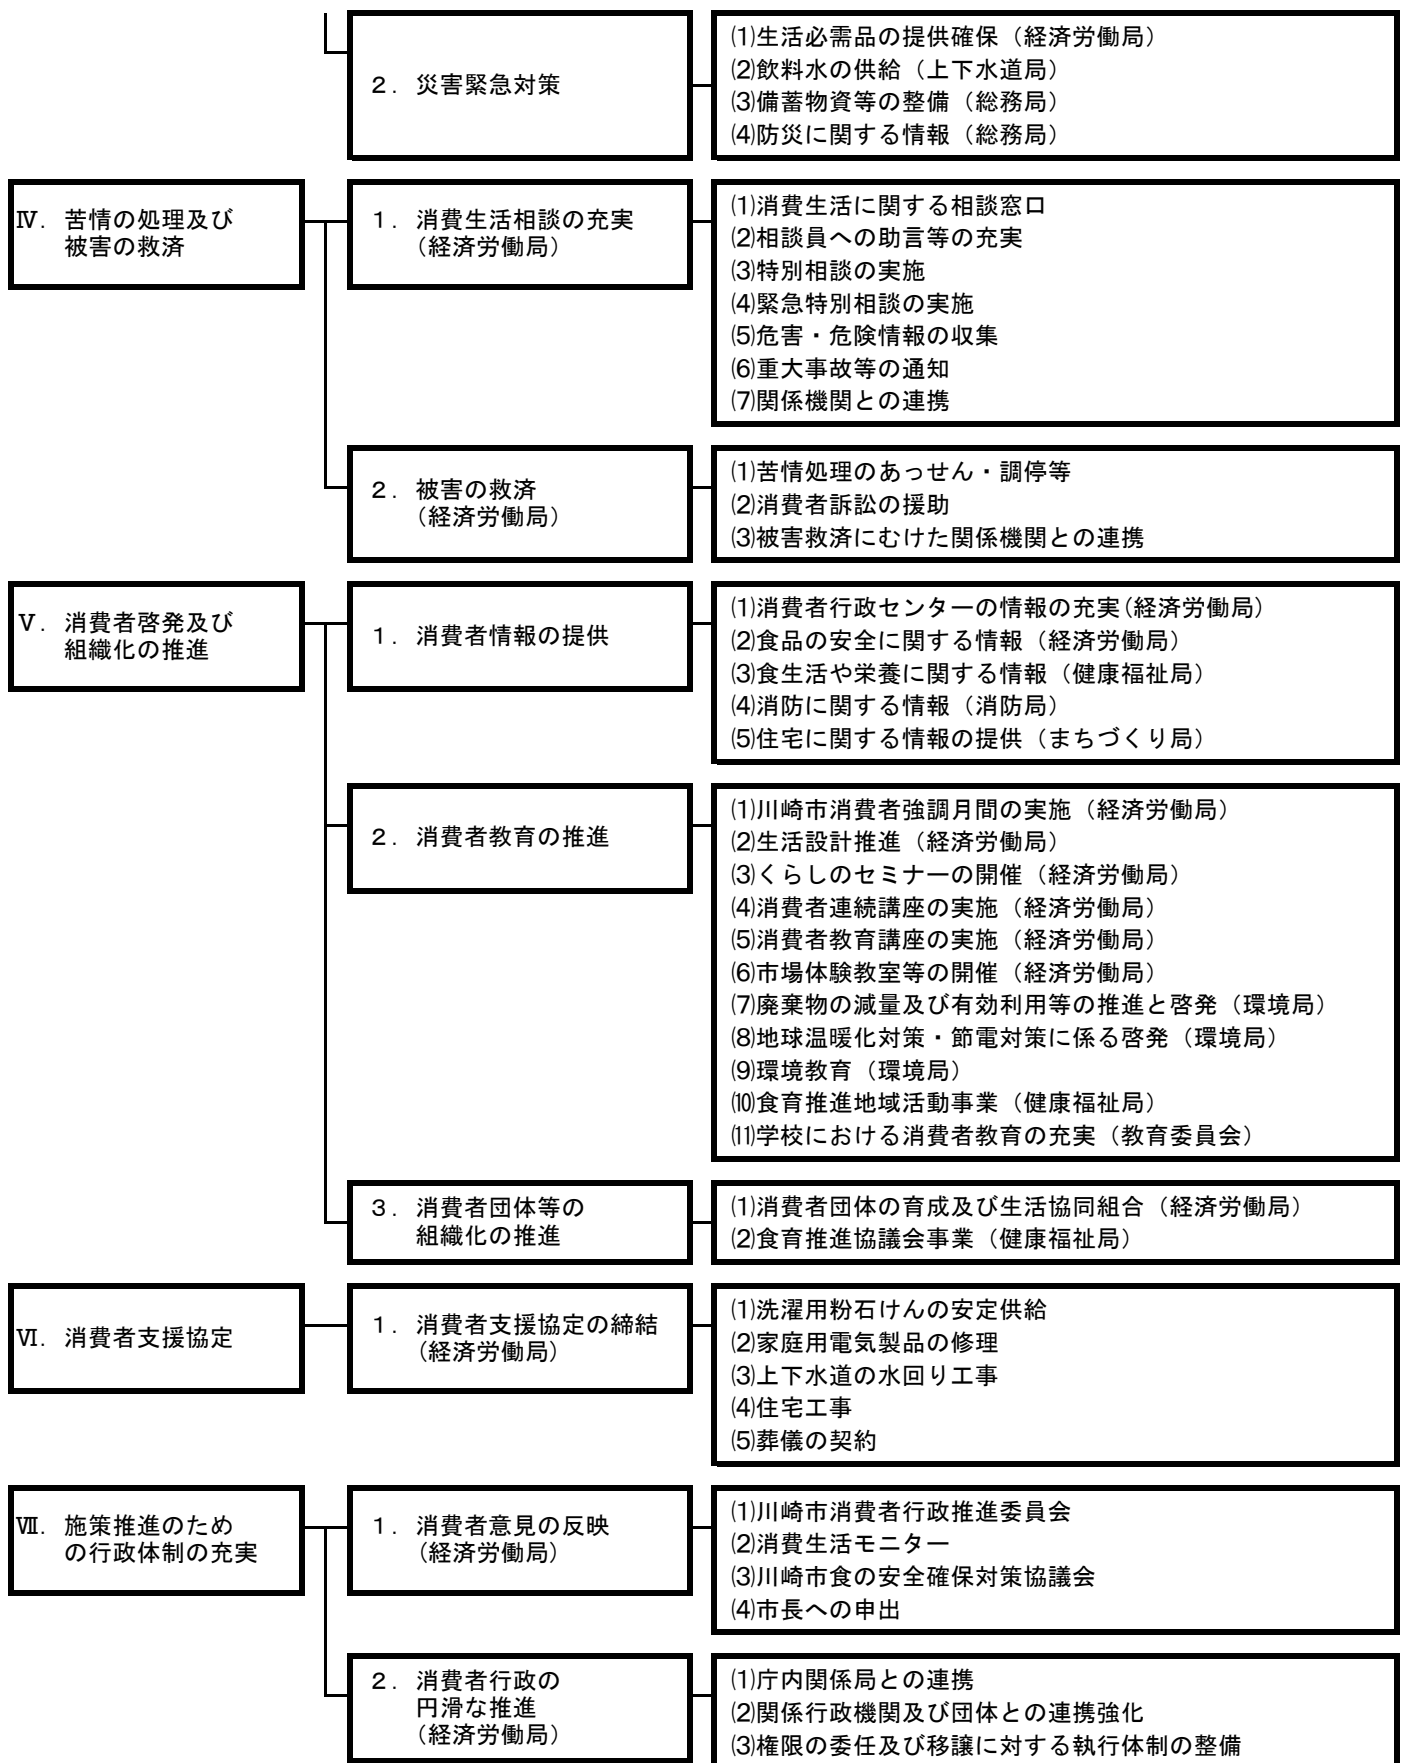 2．災害緊急対策
⑴生活必需品の提供確保（経済労働局）
⑵飲料水の供給（上下水道局）
⑶備蓄物資等の整備（総務局）
⑷防災に関する情報（総務局）
Ⅳ．苦情の処理及び
被害の救済
1．消費生活相談の充実
（経済労働局）
⑴消費生活に関する相談窓口
⑵相談員への助言等の充実
⑶特別相談の実施
⑷緊急特別相談の実施
⑸危害・危険情報の収集
⑹重大事故等の通知
⑺関係機関との連携
2．被害の救済
（経済労働局）
⑴苦情処理のあっせん・調停等
⑵消費者訴訟の援助
⑶被害救済にむけた関係機関との連携
Ⅴ．消費者啓発及び
組織化の推進
1．消費者情報の提供
⑴消費者行政センターの情報の充実(経済労働局)
⑵食品の安全に関する情報（経済労働局）
⑶食生活や栄養に関する情報（健康福祉局）
⑷消防に関する情報（消防局）
⑸住宅に関する情報の提供（まちづくり局）
2．消費者教育の推進
⑴川崎市消費者強調月間の実施（経済労働局）
⑵生活設計推進（経済労働局）
⑶くらしのセミナーの開催（経済労働局）
⑷消費者連続講座の実施（経済労働局）
⑸消費者教育講座の実施（経済労働局）
⑹市場体験教室等の開催（経済労働局）
⑺廃棄物の減量及び有効利用等の推進と啓発（環境局）
⑻地球温暖化対策・節電対策に係る啓発（環境局）
⑼環境教育（環境局）
⑽食育推進地域活動事業（健康福祉局）
⑾学校における消費者教育の充実（教育委員会）
3．消費者団体等の
組織化の推進
⑴消費者団体の育成及び生活協同組合（経済労働局）
⑵食育推進協議会事業（健康福祉局）
Ⅵ．消費者支援協定
1．消費者支援協定の締結
（経済労働局）
⑴洗濯用粉石けんの安定供給
⑵家庭用電気製品の修理
⑶上下水道の水回り工事
⑷住宅工事
⑸葬儀の契約
Ⅶ．施策推進のため
の行政体制の充実
1．消費者意見の反映
（経済労働局）
⑴川崎市消費者行政推進委員会
⑵消費生活モニター
⑶川崎市食の安全確保対策協議会
⑷市長への申出
2．消費者行政の
円滑な推進
（経済労働局）
⑴庁内関係局との連携
⑵関係行政機関及び団体との連携強化
⑶権限の委任及び移譲に対する執行体制の整備